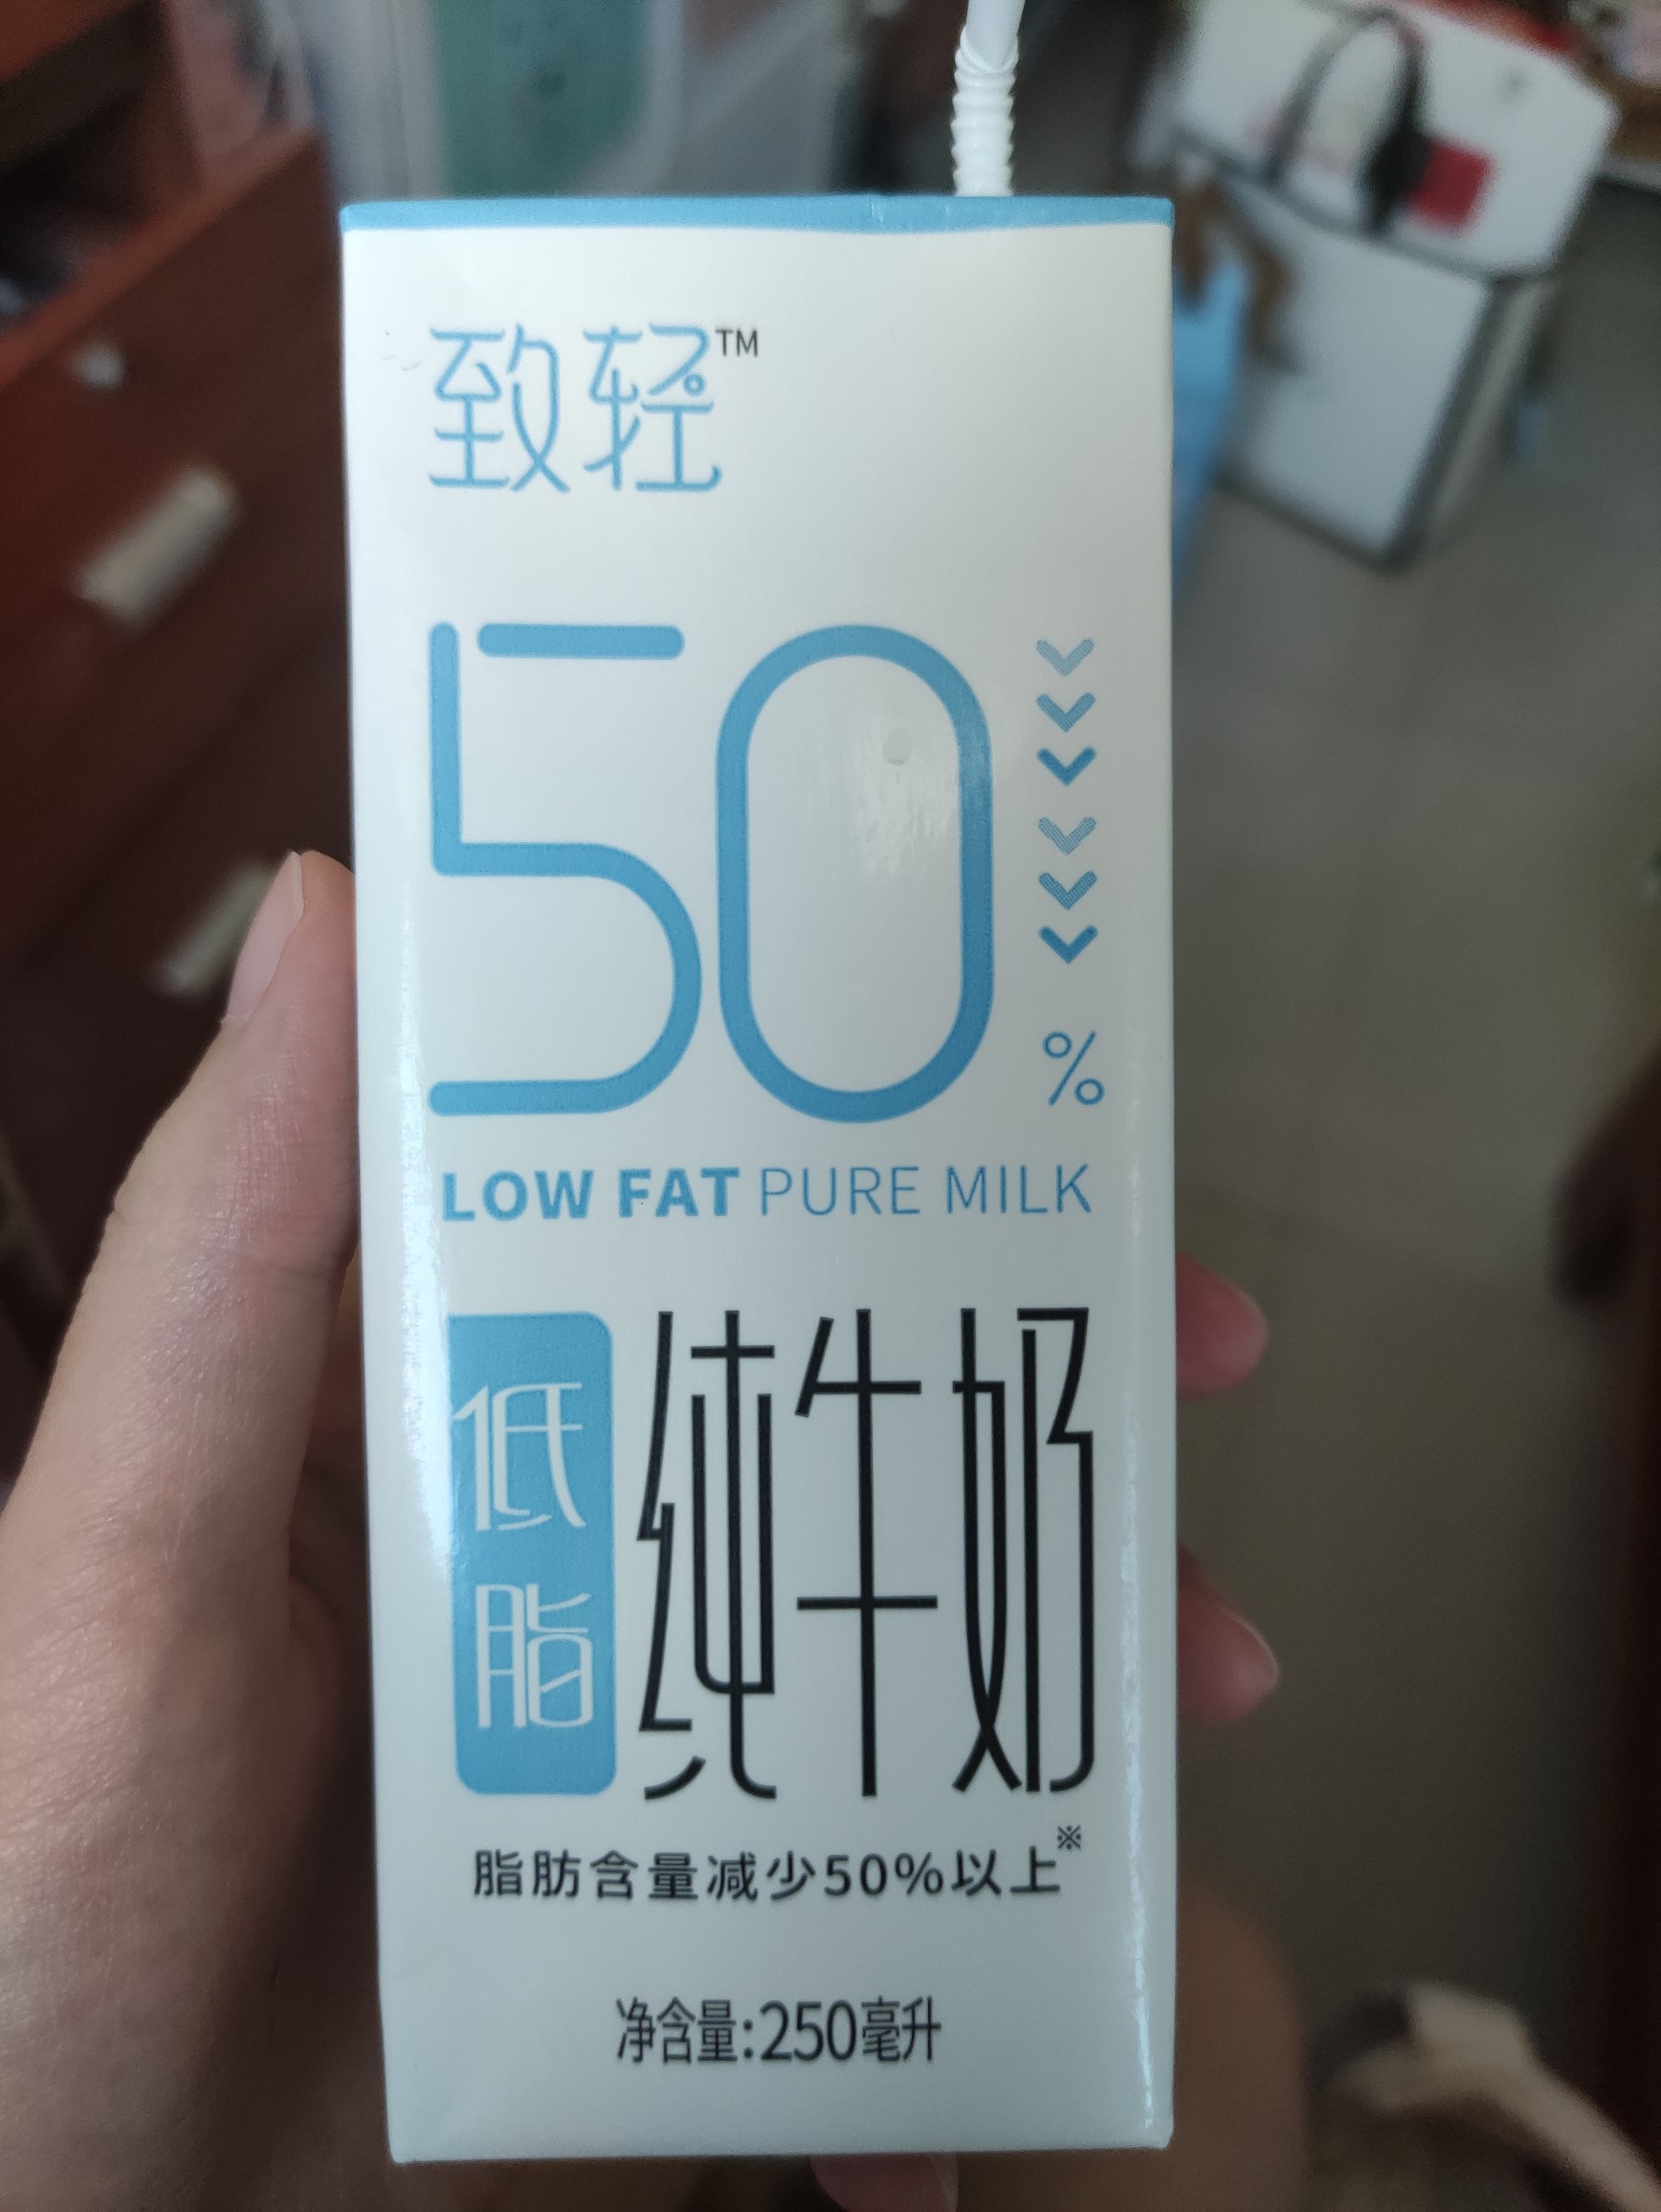 致轻™
50%
LOW FAT PURE MILK
低脂
纯牛奶
脂肪含量减少50%以上※
净含量:250毫升